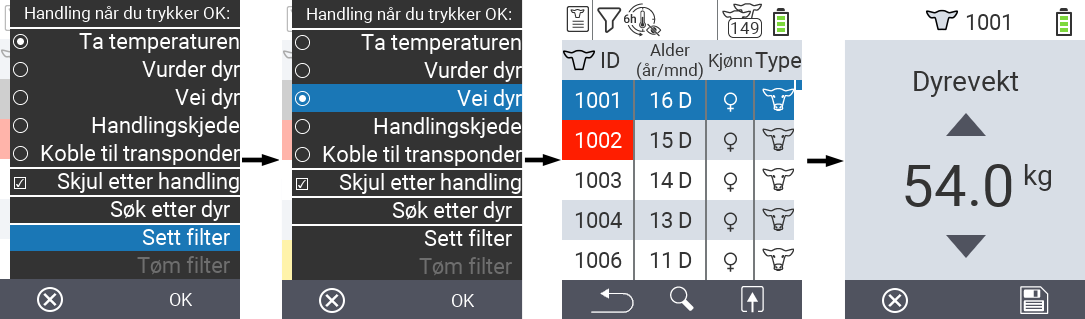 Handling når du trykker OK:
Ta temperaturen
Vurder dyr
Vei dyr
Handlingskjede
Koble til transponder
Skjul etter handling
Søk etter dyr
Sett filter
Tøm filter
OK
Handling når du trykker OK:
Ta temperaturen
Vurder dyr
Vei dyr
Handlingskjede
Koble til transponder
Skjul etter handling
Søk etter dyr
Sett filter
Tøm filter
OK
6h 149
ID Alder (år/mnd) Kjønn Type
1001 16 D ♀
1002 15 D ♀
1003 14 D ♀
1004 13 D ♀
1006 11 D ♀
1001
Dyrevekt
54.0 kg